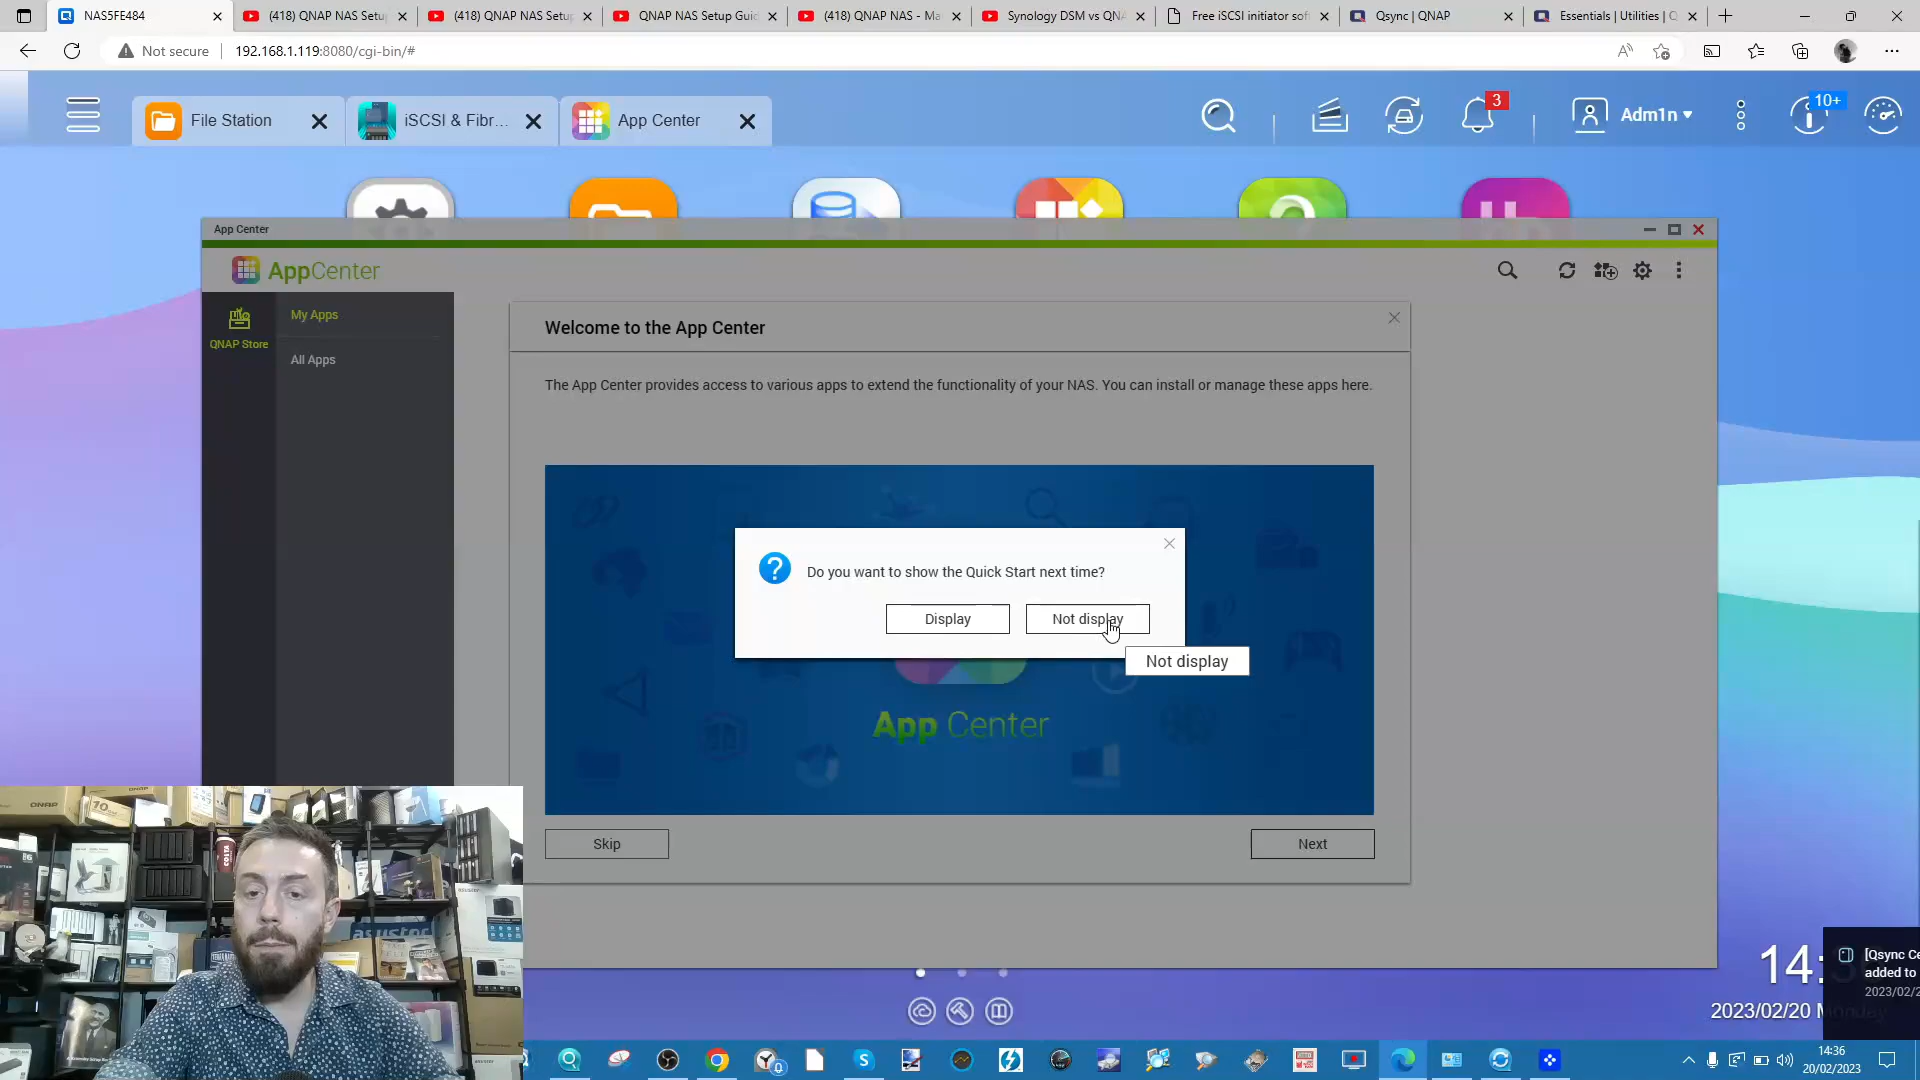 NAS5FE484
(418) QNAP NAS Setu
(418) QNAP NAS Setup
QNAP NAS Setup Guid
(418) QNAP NAS - Ma
Synology DSM vs QNA
Free iSCSI initiator sof
Qsync | QNAP
Essentials | Utilities | Q
Not secure
192.168.1.119:8080/cgi-bin/#
File Station
iSCSI & Fibr...
App Center
3
Adm1n
10+
App Center
AppCenter
QNAP Store
My Apps
All Apps
Welcome to the App Center
The App Center provides access to various apps to extend the functionality of your NAS. You can install or manage these apps here.
Do you want to show the Quick Start next time?
Display
Not display
Not display
App Center
Skip
Next
14:
2023/02/20 Monday
[Qsync Ce
added to
2023/02/2
COSTA
asustor
14:36
20/02/2023